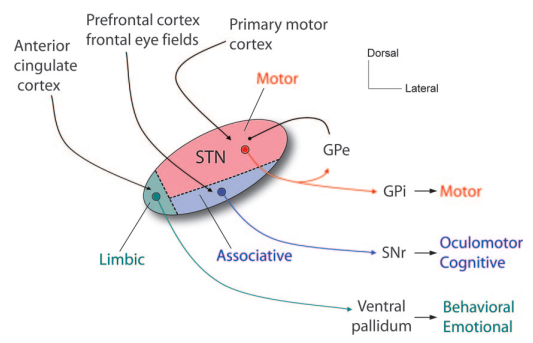 Prefrontal cortex
frontal eye fields
Primary motor
cortex
Anterior
cingulate
cortex
Dorsal
Lateral
Motor
STN
GPe
GPi
Motor
Limbic
Associative
SNr
Oculomotor
Cognitive
Ventral
pallidum
Behavioral
Emotional